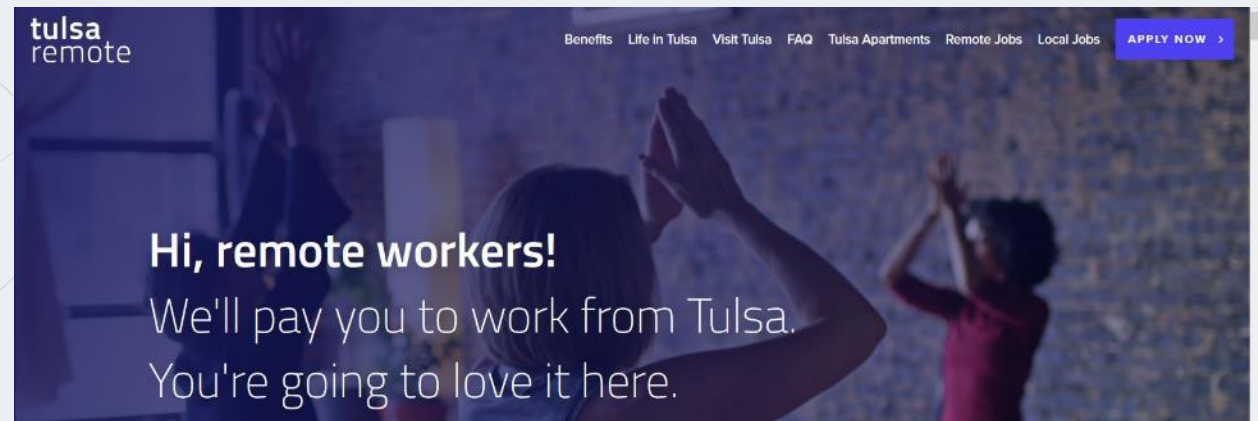 tulsa
remote
Benefits Life in Tulsa Visit Tulsa FAQ Tulsa Apartments Remote Jobs Local Jobs APPLY NOW >
Hi, remote workers!
We'll pay you to work from Tulsa.
You're going to love it here.